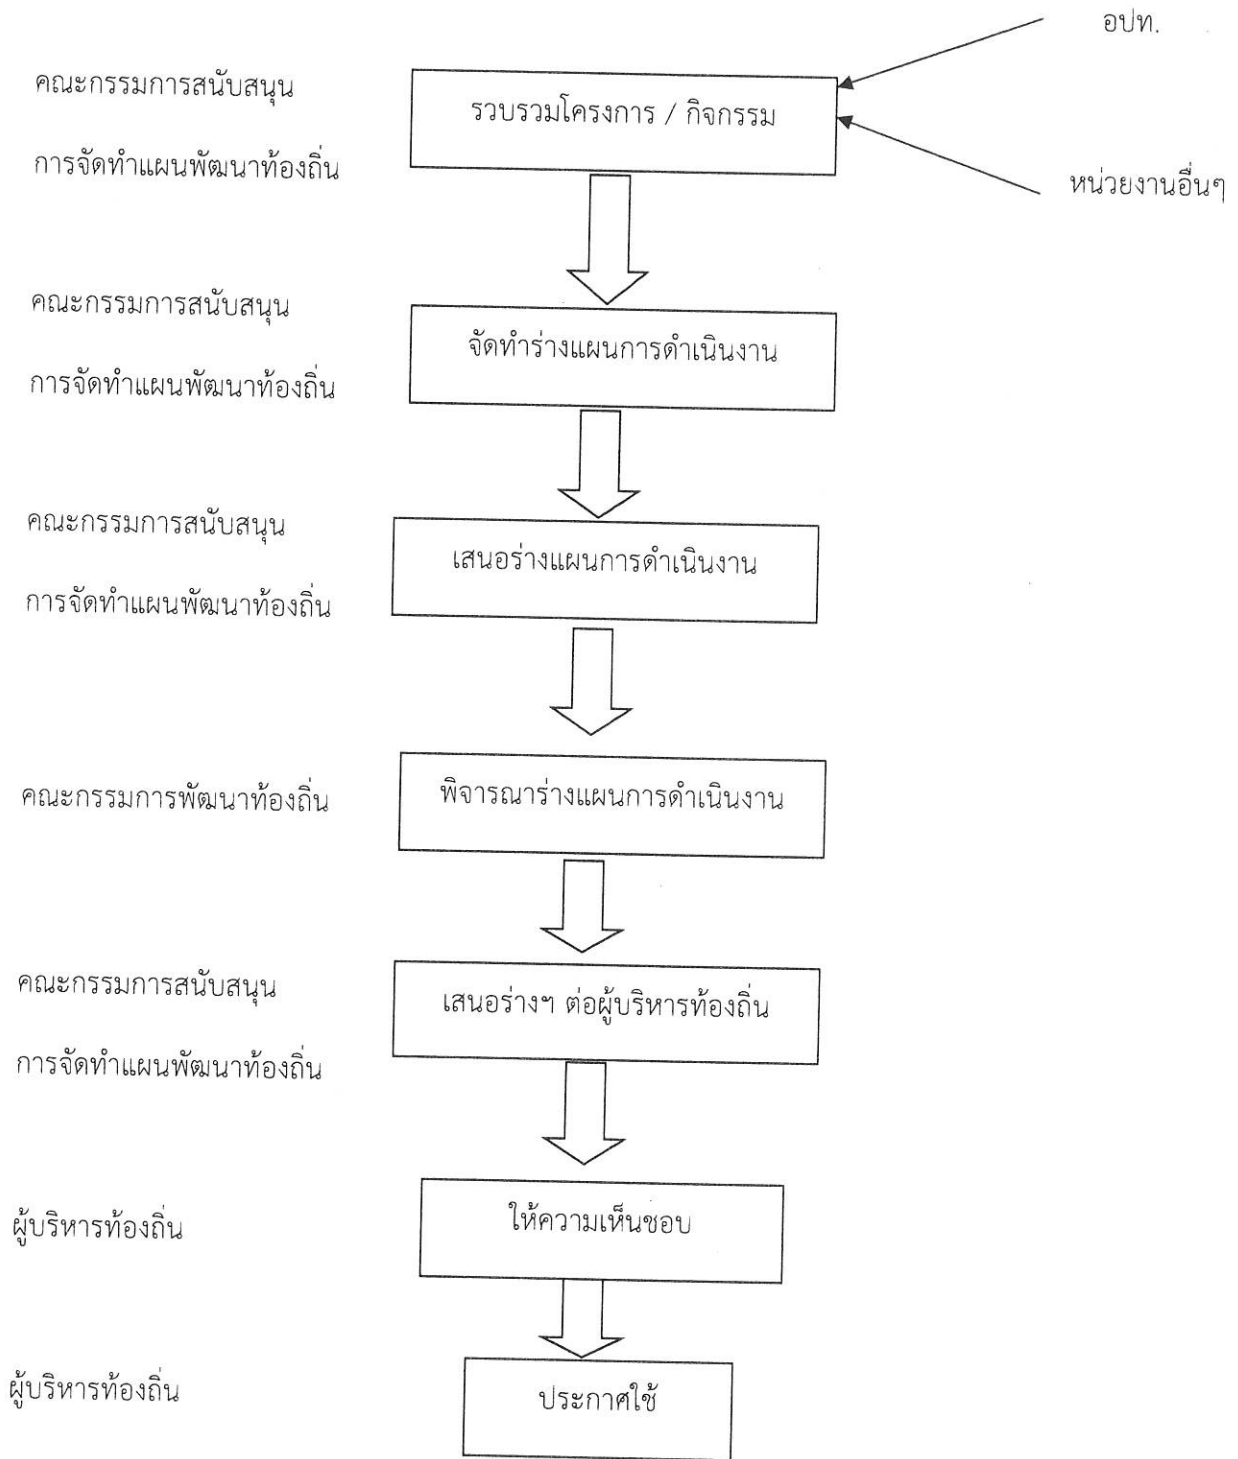 อปท.
คณะกรรมการสนับสนุน
รวบรวมโครงการ / กิจกรรม
การจัดทำแผนพัฒนาท้องถิ่น
หน่วยงานอื่นๆ
คณะกรรมการสนับสนุน
จัดทำร่างแผนการดำเนินงาน
การจัดทำแผนพัฒนาท้องถิ่น
คณะกรรมการสนับสนุน
เสนอร่างแผนการดำเนินงาน
การจัดทำแผนพัฒนาท้องถิ่น
คณะกรรมการพัฒนาท้องถิ่น
พิจารณาร่างแผนการดำเนินงาน
คณะกรรมการสนับสนุน
เสนอร่างฯ ต่อผู้บริหารท้องถิ่น
การจัดทำแผนพัฒนาท้องถิ่น
ผู้บริหารท้องถิ่น
ให้ความเห็นชอบ
ผู้บริหารท้องถิ่น
ประกาศใช้